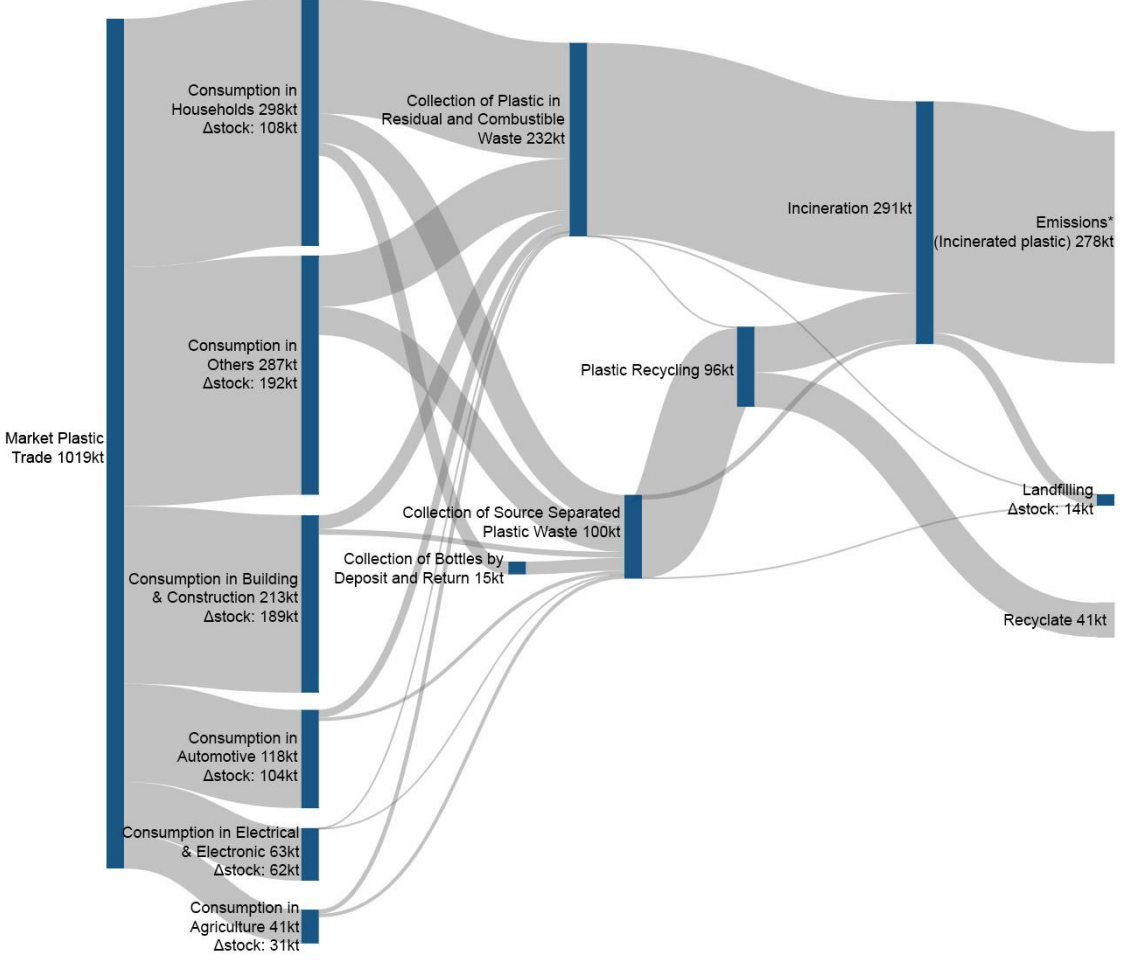 Market Plastic
Trade 1019kt
Consumption in
Households 298kt
Δstock: 108kt
Consumption in
Others 287kt
Δstock: 192kt
Consumption in Building
& Construction 213kt
Δstock: 189kt
Consumption in
Automotive 118kt
Δstock: 104kt
Consumption in Electrical
& Electronic 63kt
Δstock: 62kt
Consumption in
Agriculture 41kt
Δstock: 31kt
Collection of Plastic in
Residual and Combustible
Waste 232kt
Collection of Source Separated
Plastic Waste 100kt
Collection of Bottles by
Deposit and Return 15kt
Plastic Recycling 96kt
Incineration 291kt
Emissions*
(Incinerated plastic) 278kt
Landfilling
Δstock: 14kt
Recyclate 41kt